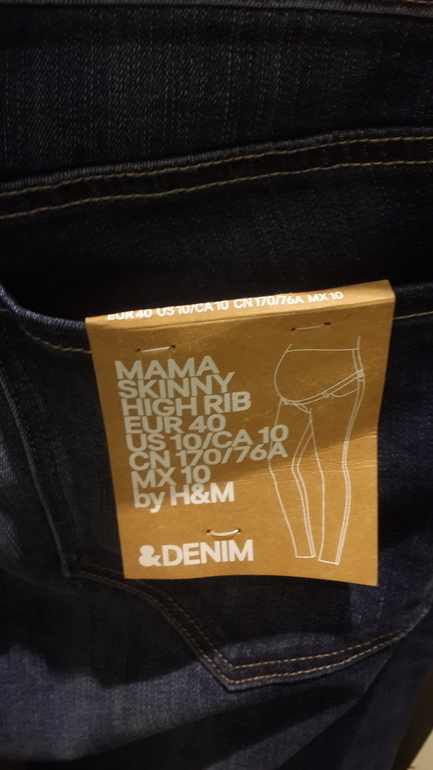 EUR 40 US 10/CA 10 CN 170/76A MX 10
MAMA
SKINNY
HIGH RIB
EUR 40
US 10/CA 10
CN 170/76A
MX 10
by H&M
&DENIM